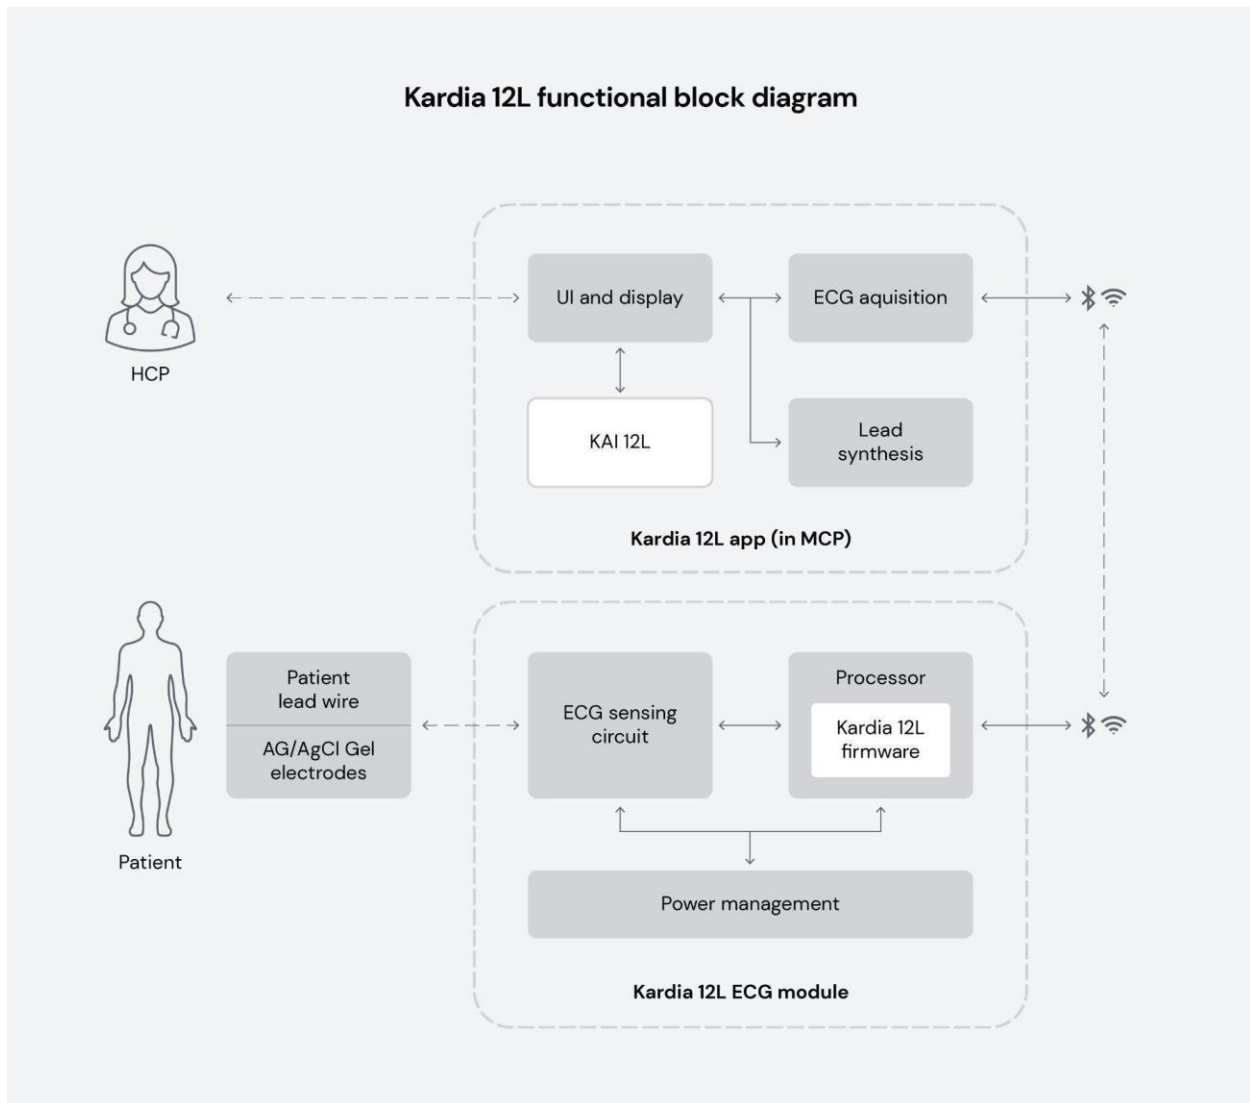 Kardia 12L functional block diagram
HCP
UI and display
ECG aquisition
KAI 12L
Lead
synthesis
Kardia 12L app (in MCP)
Patient
Patient
lead wire
AG/AgCl Gel
electrodes
ECG sensing
circuit
Processor
Kardia 12L
firmware
Power management
Kardia 12L ECG module